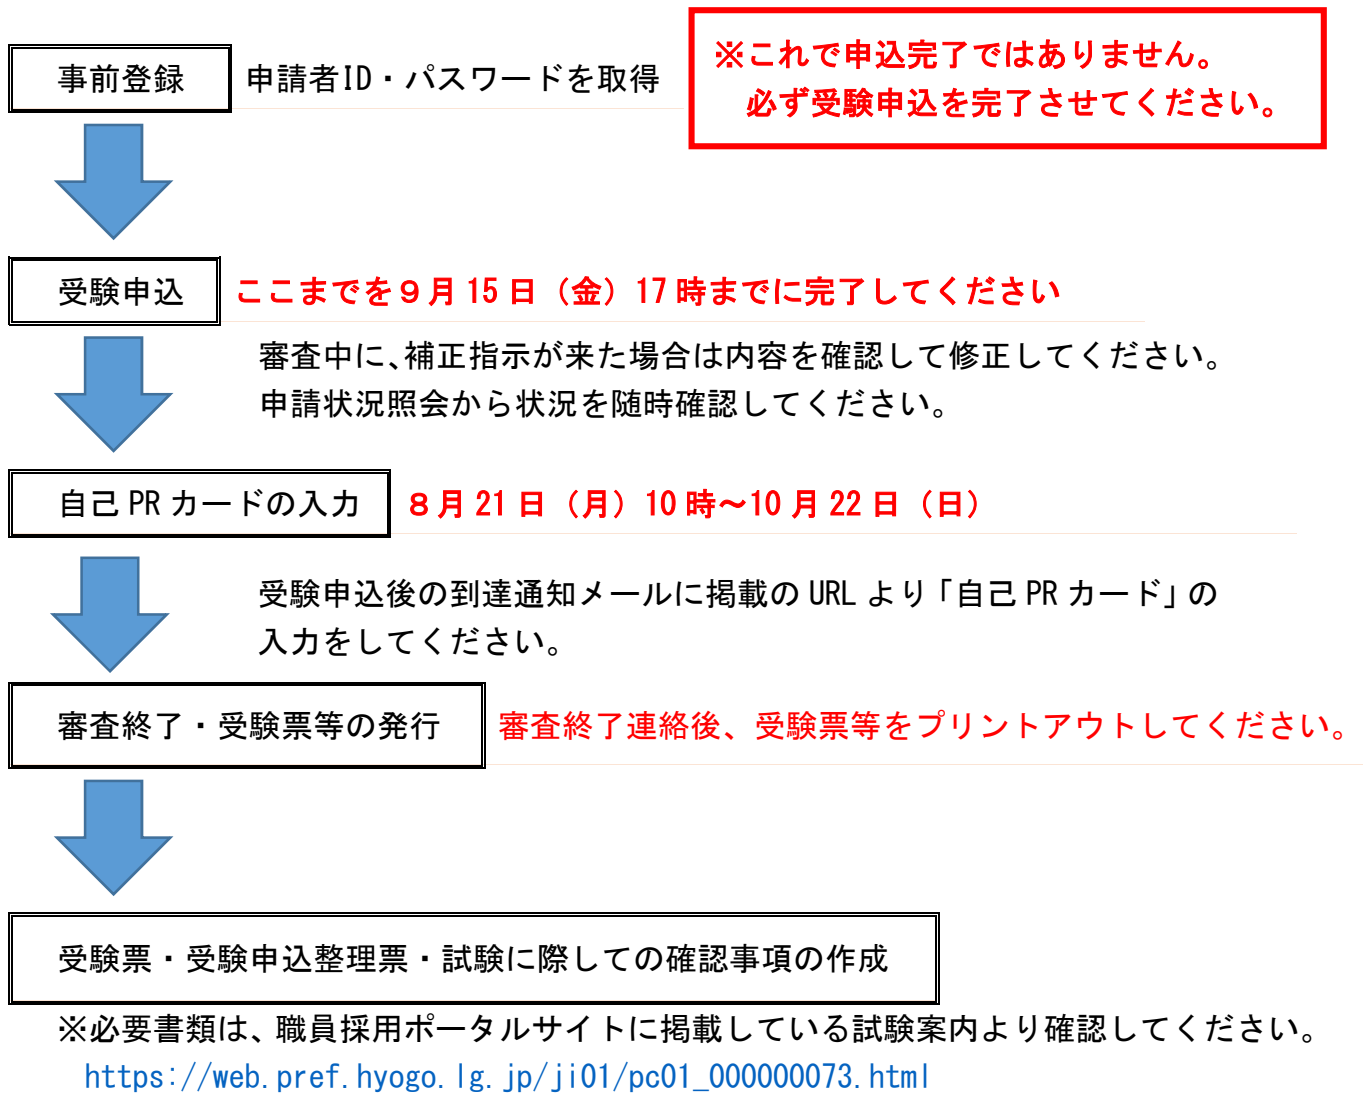 事前登録　申請者ID・パスワードを取得
※これで申込完了ではありません。
必ず受験申込を完了させてください。
受験申込　ここまでを９月15日（金）17時までに完了してください
審査中に、補正指示が来た場合は内容を確認して修正してください。
申請状況照会から状況を随時確認してください。
自己PRカードの入力　８月21日（月）10時～10月22日（日）
受験申込後の到達通知メールに掲載のURLより「自己PRカード」の
入力をしてください。
審査終了・受験票等の発行　審査終了連絡後、受験票等をプリントアウトしてください。
受験票・受験申込整理票・試験に際しての確認事項の作成
※必要書類は、職員採用ポータルサイトに掲載している試験案内より確認してください。
https://web.pref.hyogo.lg.jp/ji01/pc01_000000073.html